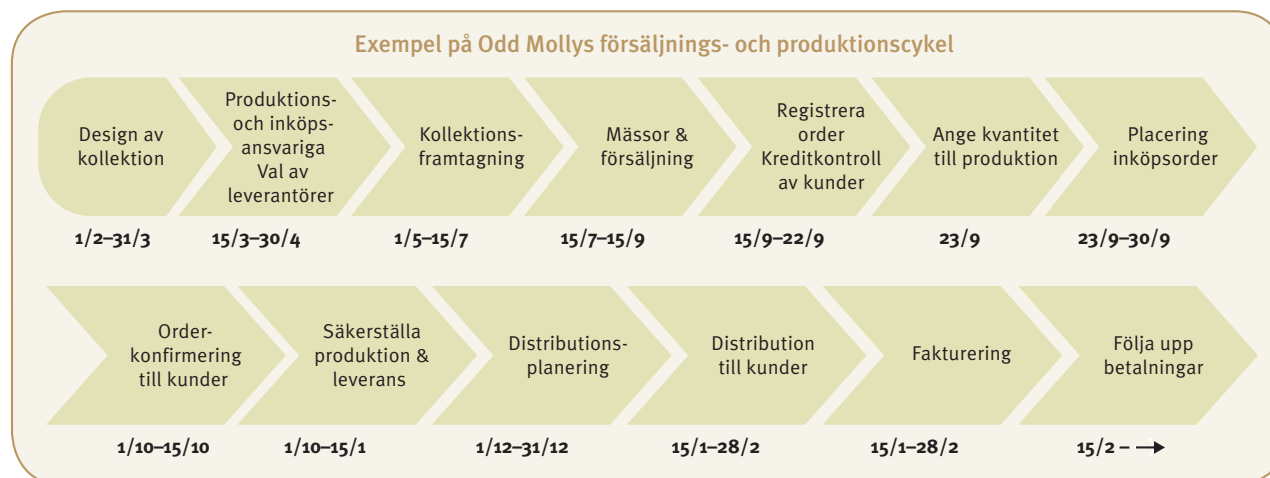 Exempel på Odd Mollys försäljnings- och produktionscykel
Design av
kollektion
Produktions-
och inköps-
ansvariga
Val av
leverantörer
Kollektions-
framtagning
Mässor &
försäljning
Registrera
order
Kreditkontroll
av kunder
Ange kvantitet
till produktion
Placering
inköpsorder
1/2–31/3
15/3–30/4
1/5–15/7
15/7–15/9
15/9–22/9
23/9
23/9–30/9
Order-
konfirmering
till kunder
Säkerställa
produktion &
leverans
Distributions-
planering
Distribution
till kunder
Fakturering
Följa upp
betalningar
1/10–15/10
1/10–15/1
1/12–31/12
15/1–28/2
15/1–28/2
15/2 – →